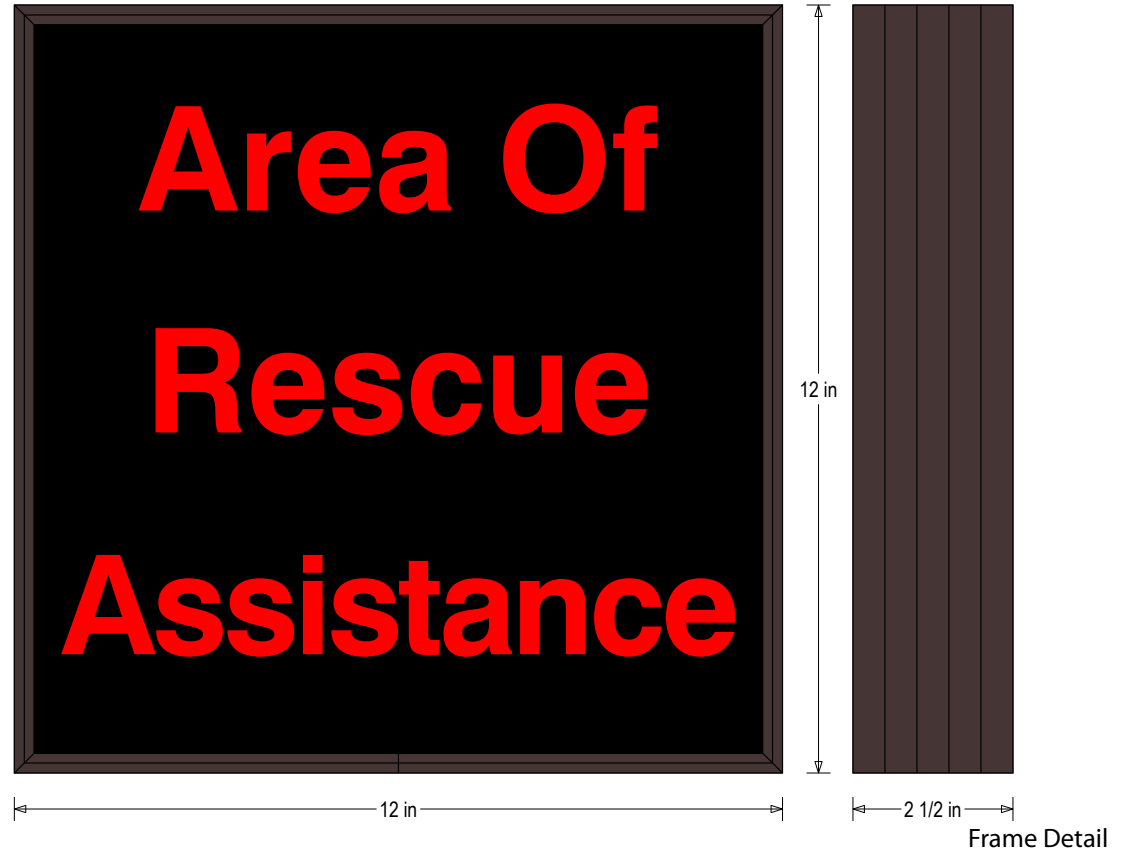 Area Of
Rescue
Assistance
12 in
12 in
2 1/2 in
Frame Detail